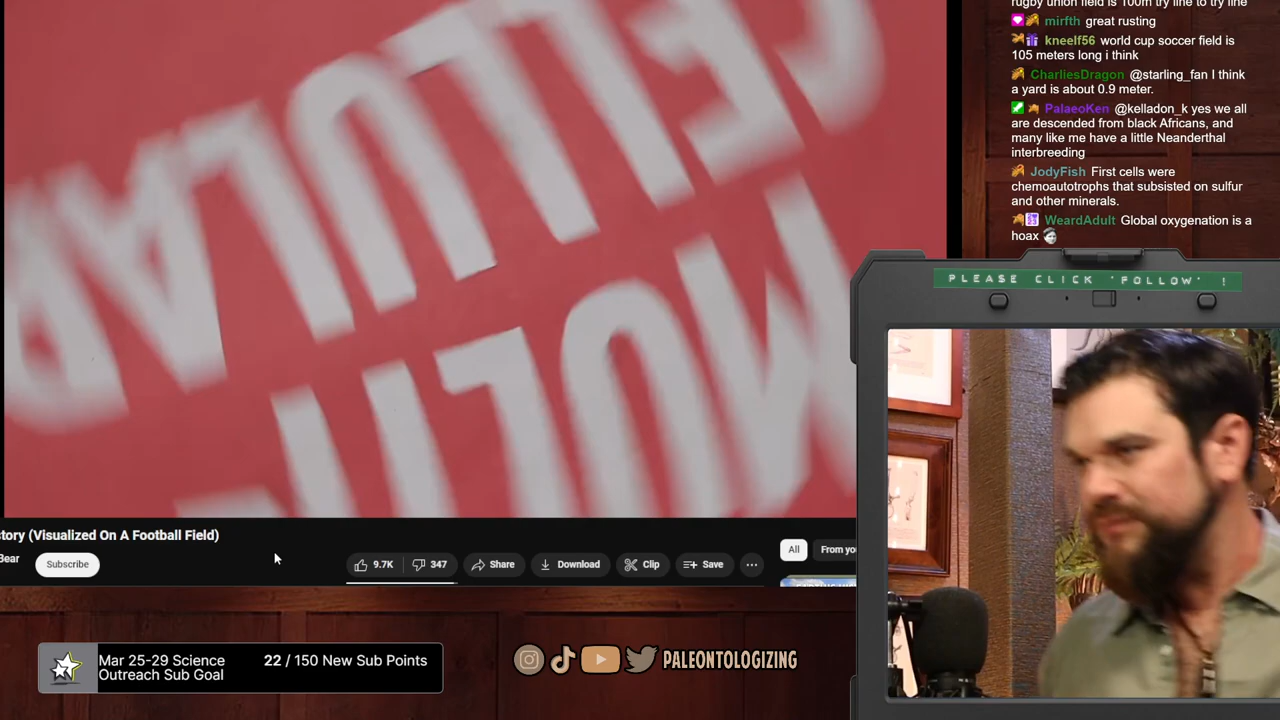 MULTI-
CELLULAR
story (Visualized On A Football Field)
Bear
Subscribe
9.7K
347
Share
Download
Clip
Save
All
From you
rugby union field is 100m try line to try line
mirfth great rusting
kneelf56 world cup soccer field is
105 meters long i think
CharliesDragon @starling_fan I think
a yard is about 0.9 meter.
PalaeoKen @kelladon_k yes we all
are descended from black Africans, and
many like me have a little Neanderthal
interbreeding
JodyFish First cells were
chemoautotrophs that subsisted on sulfur
and other minerals.
WeardAdult Global oxygenation is a
hoax
PLEASE CLICK 'FOLLOW' !
Mar 25-29 Science
Outreach Sub Goal
22 / 150 New Sub Points
PALEONTOLOGIZING